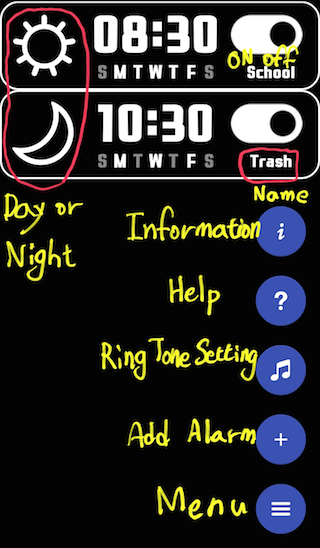 08:30
ON OFF
S M T W T F S
School
10:30
S M T W T F S
Trash
Name
Day or
Night
Information
i
Help
?
Ring Tone Setting
Add Alarm
+
Menu